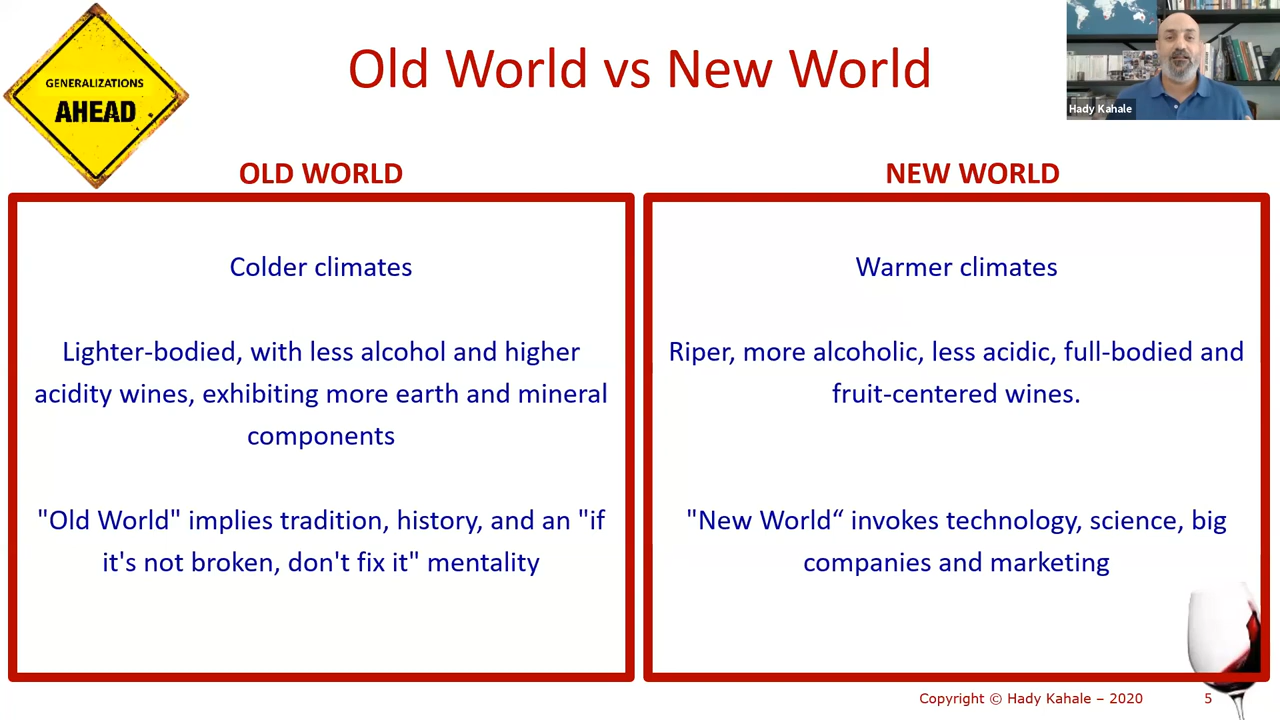 GENERALIZATIONS
AHEAD
Old World vs New World
Hady Kahale
OLD WORLD
Colder climates
Lighter-bodied, with less alcohol and higher
acidity wines, exhibiting more earth and mineral
components
"Old World" implies tradition, history, and an "if
it's not broken, don't fix it" mentality
NEW WORLD
Warmer climates
Riper, more alcoholic, less acidic, full-bodied and
fruit-centered wines.
"New World“ invokes technology, science, big
companies and marketing
Copyright © Hady Kahale – 2020
5